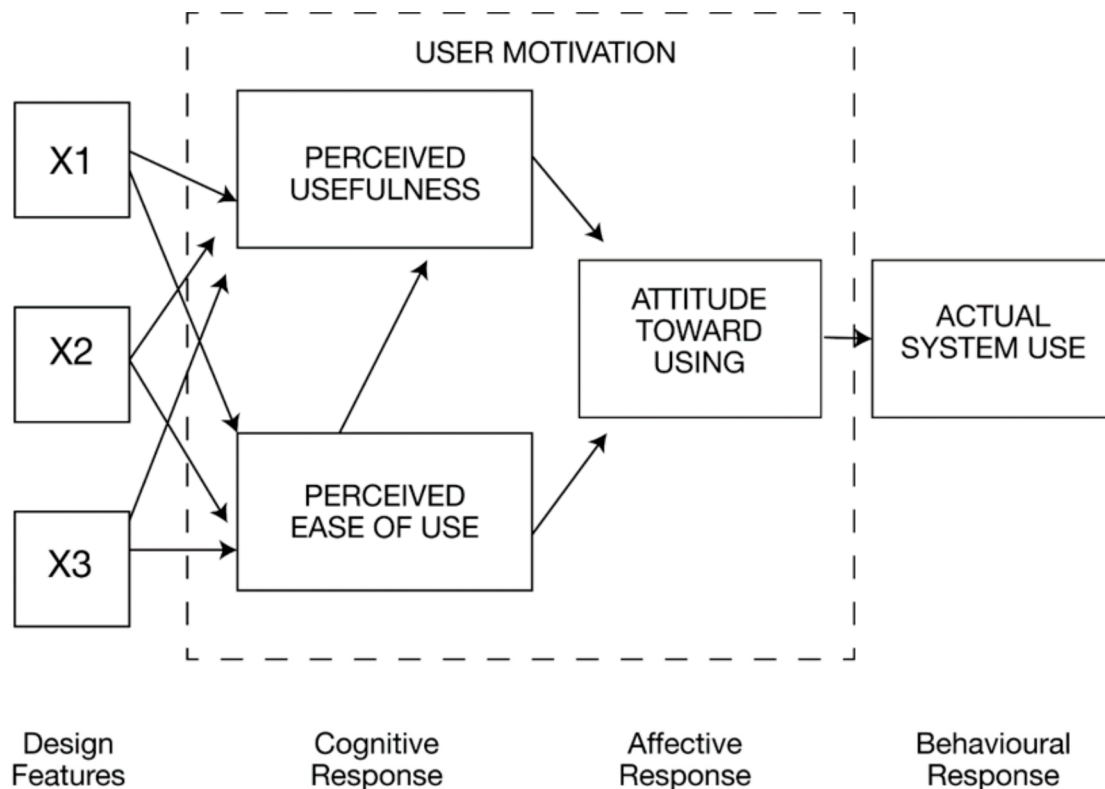 USER MOTIVATION
X1
PERCEIVED
USEFULNESS
X2
ATTITUDE
TOWARD
USING
ACTUAL
SYSTEM USE
X3
PERCEIVED
EASE OF USE
Design
Features
Cognitive
Response
Affective
Response
Behavioural
Response